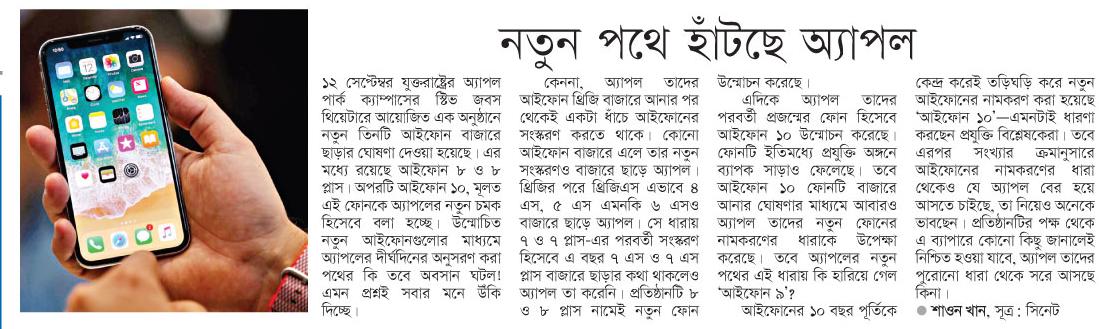 নতুন পথে হাঁটছে অ্যাপল
১২ সেপ্টেম্বর যুক্তরাষ্ট্রের অ্যাপল
পার্ক ক্যাম্পাসের স্টিভ জবস
থিয়েটারে আয়োজিত এক অনুষ্ঠানে
নতুন তিনটি আইফোন বাজারে
ছাড়ার ঘোষণা দেওয়া হয়েছে। এর
মধ্যে রয়েছে আইফোন ৮ ও ৮
প্লাস। অপরটি আইফোন ১০, মূলত
এই ফোনকে অ্যাপলের নতুন চমক
হিসেবে বলা হচ্ছে। উন্মোচিত
নতুন আইফোনগুলোর মাধ্যমে
অ্যাপলের দীর্ঘদিনের অনুসরণ করা
পথের কি তবে অবসান ঘটল!
এমন প্রশ্নই সবার মনে উঁকি
দিচ্ছে।
কেননা, অ্যাপল তাদের
আইফোন থ্রিজি বাজারে আনার পর
থেকেই একটা ধাঁচে আইফোনের
সংস্করণ করতে থাকে। কোনো
আইফোন বাজারে এলে তার নতুন
সংস্করণও বাজারে ছাড়ে অ্যাপল।
থ্রিজির পরে থ্রিজিএস এভাবে ৪
এস, ৫ এস এমনকি ৬ এসও
বাজারে ছাড়ে অ্যাপল। সে ধারায়
৭ ও ৭ প্লাস-এর পরবর্তী সংস্করণ
হিসেবে এ বছর ৭ এস ও ৭ এস
প্লাস বাজারে ছাড়ার কথা থাকলেও
অ্যাপল তা করেনি। প্রতিষ্ঠানটি ৮
ও ৮ প্লাস নামেই নতুন ফোন
উন্মোচন করেছে।
এদিকে অ্যাপল তাদের
পরবর্তী প্রজন্মের ফোন হিসেবে
আইফোন ১০ উন্মোচন করেছে।
ফোনটি ইতিমধ্যে প্রযুক্তি অঙ্গনে
ব্যাপক সাড়াও ফেলেছে। তবে
আইফোন ১০ ফোনটি বাজারে
আনার ঘোষণার মাধ্যমে আবারও
অ্যাপল তাদের নতুন ফোনের
নামকরণের ধারাকে উপেক্ষা
করেছে। তবে অ্যাপলের নতুন
পথের এই ধারায় কি হারিয়ে গেল
‘আইফোন ৯’?
আইফোনের ১০ বছর পূর্তিকে
কেন্দ্র করেই তড়িঘড়ি করে নতুন
আইফোনের নামকরণ করা হয়েছে
‘আইফোন ১০’—এমনটাই ধারণা
করছেন প্রযুক্তি বিশ্লেষকেরা। তবে
এরপর সংখ্যার ক্রমানুসারে
আইফোনের নামকরণের ধারা
থেকেও যে অ্যাপল বের হয়ে
আসতে চাইছে, তা নিয়েও অনেকে
ভাবছেন। প্রতিষ্ঠানটির পক্ষ থেকে
এ ব্যাপারে কোনো কিছু জানালেই
নিশ্চিত হওয়া যাবে, অ্যাপল তাদের
পুরোনো ধারা থেকে সরে আসছে
কিনা।
● শাওন খান, সূত্র : সিনেট